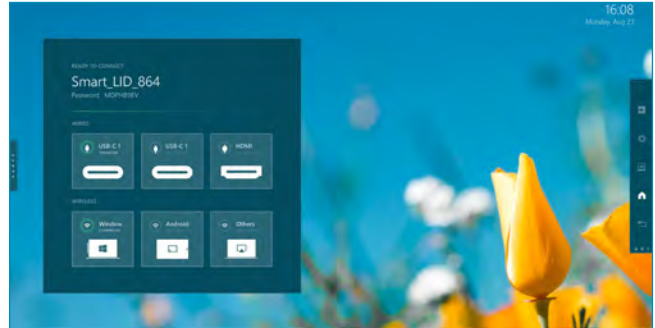 16:08
Monday Aug 23
READY TO CONNECT
Smart_LID_864
Password
WIRED
USB-C 1
USB-C 1
HDMI
WIRELESS
Window
Android
Others